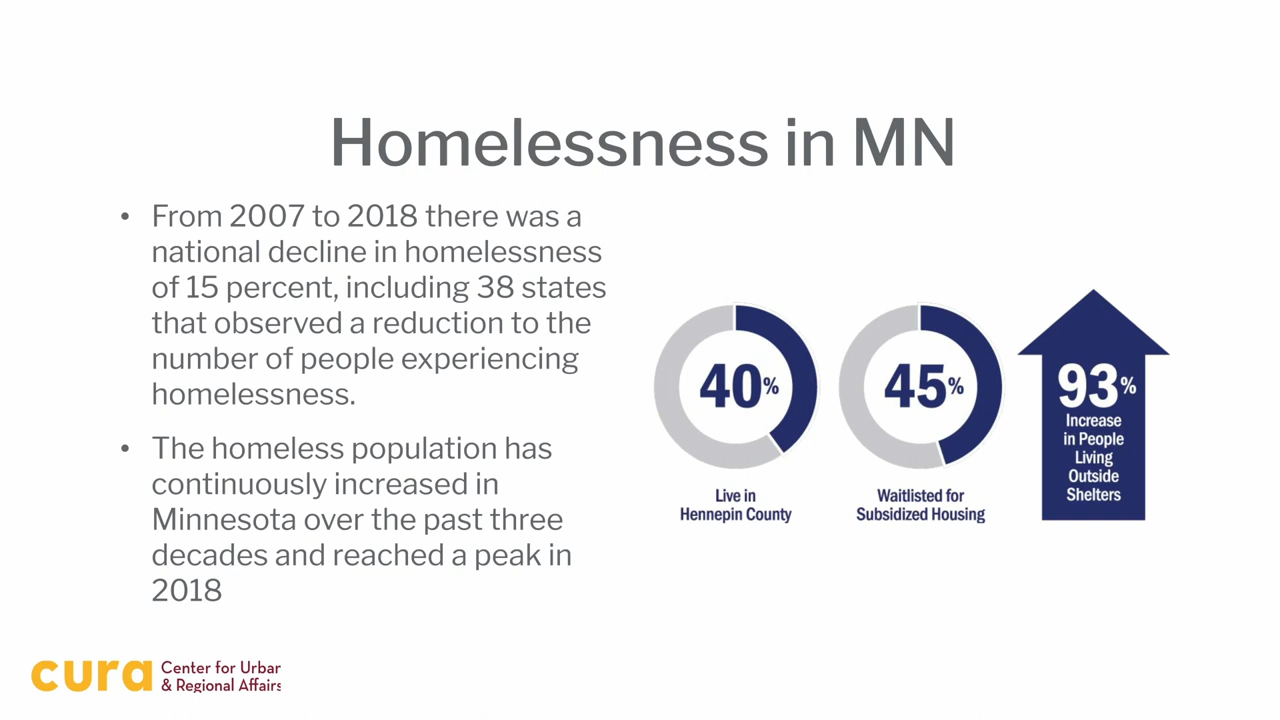 Homelessness in MN
• From 2007 to 2018 there was a
national decline in homelessness
of 15 percent, including 38 states
that observed a reduction to the
number of people experiencing
homelessness.
• The homeless population has
continuously increased in
Minnesota over the past three
decades and reached a peak in
2018
40%
Live in
Hennepin County
45%
Waitlisted for
Subsidized Housing
93%
Increase
in People
Living
Outside
Shelters
cura
Center for Urban
& Regional Affairs